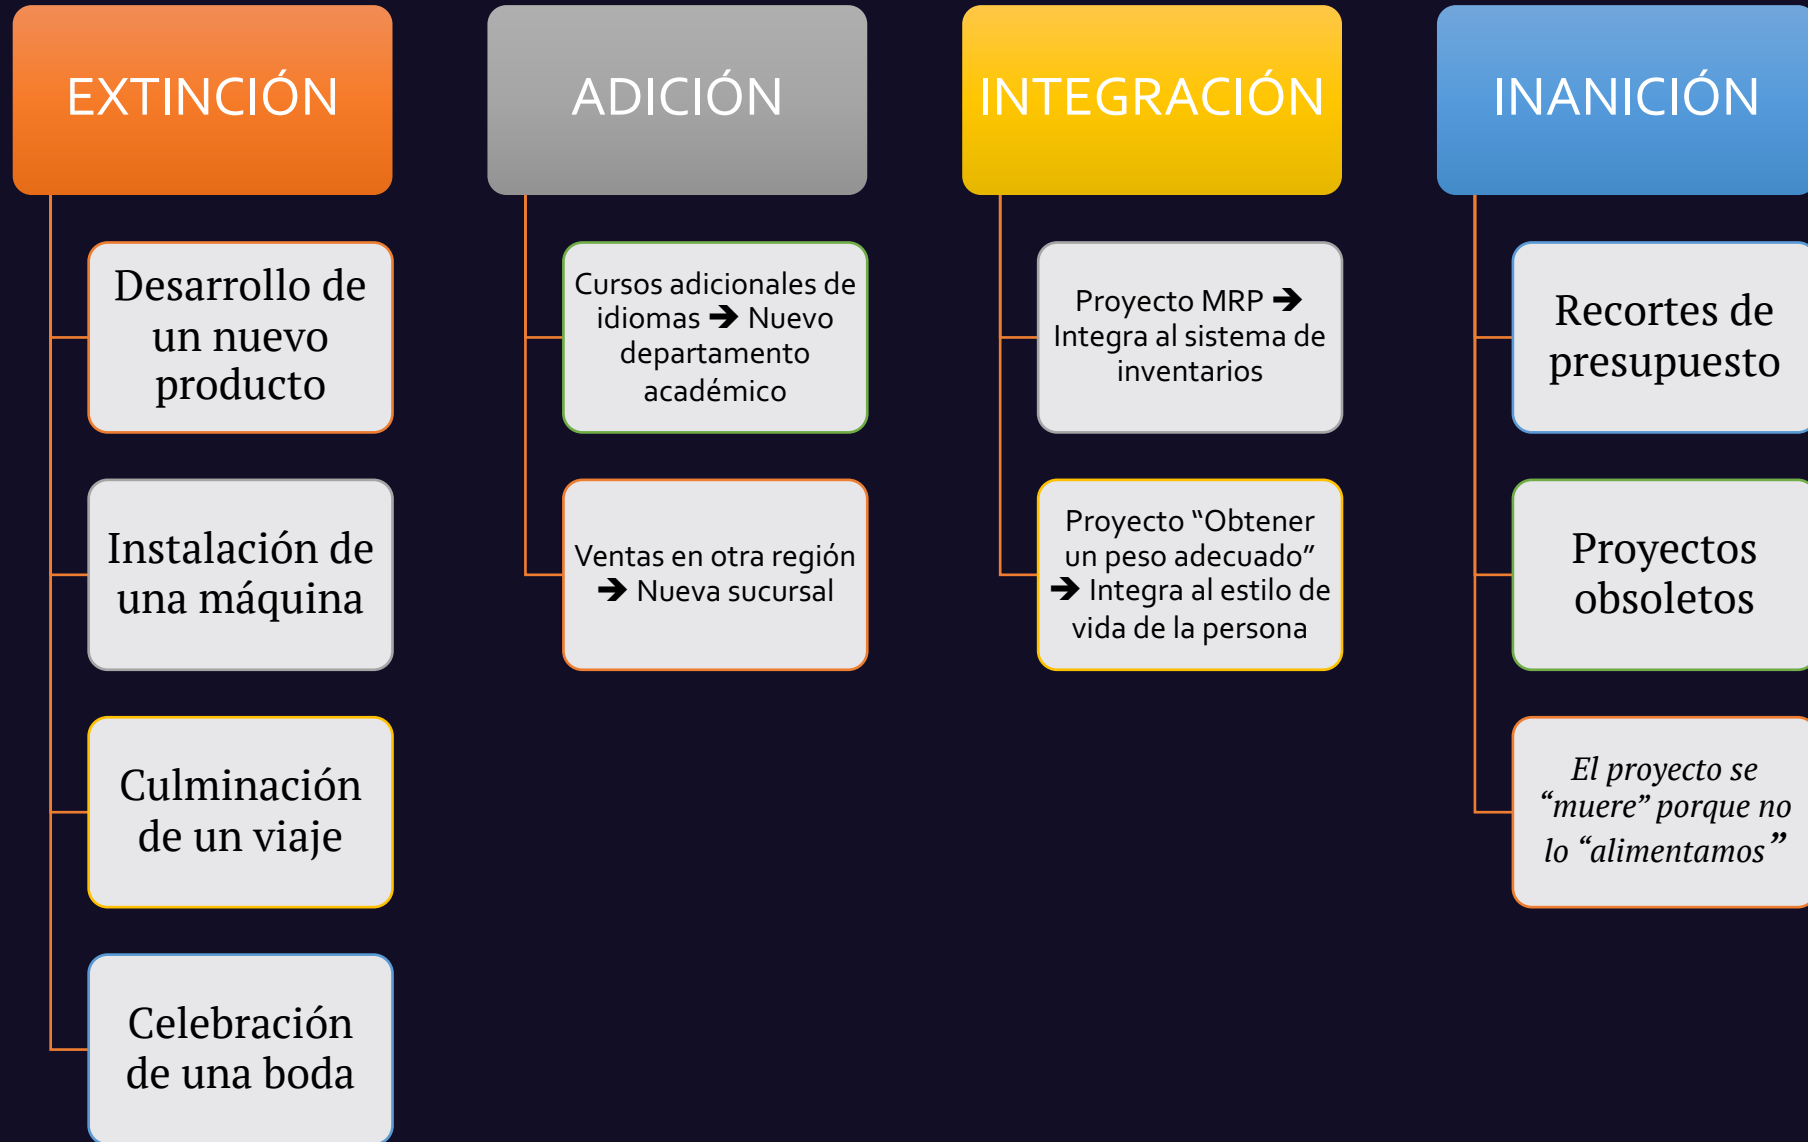 EXTINCIÓN
Desarrollo de
un nuevo
producto
Instalación de
una máquina
Culminación
de un viaje
Celebración
de una boda
ADICIÓN
Cursos adicionales de
idiomas ➔ Nuevo
departamento
académico
Ventas en otra región
➔ Nueva sucursal
INTEGRACIÓN
Proyecto MRP ➔
Integra al sistema de
inventarios
Proyecto “Obtener
un peso adecuado”
➔ Integra al estilo de
vida de la persona
INANICIÓN
Recortes de
presupuesto
Proyectos
obsoletos
El proyecto se
“muere” porque no
lo “alimentamos”